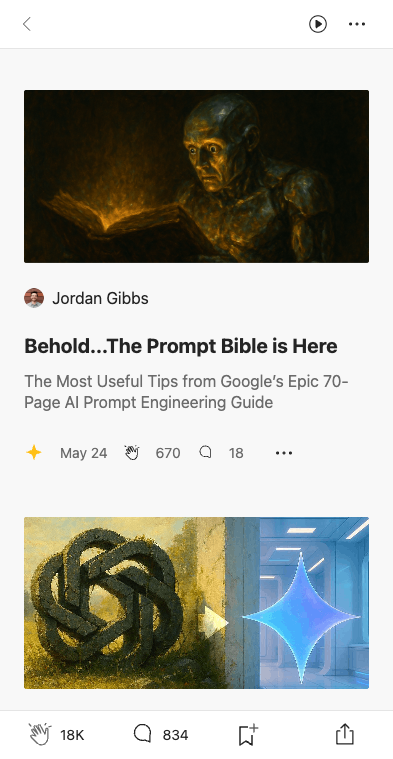 Jordan Gibbs
Behold...The Prompt Bible is Here
The Most Useful Tips from Google's Epic 70-
Page AI Prompt Engineering Guide
May 24 670 18
18K 834